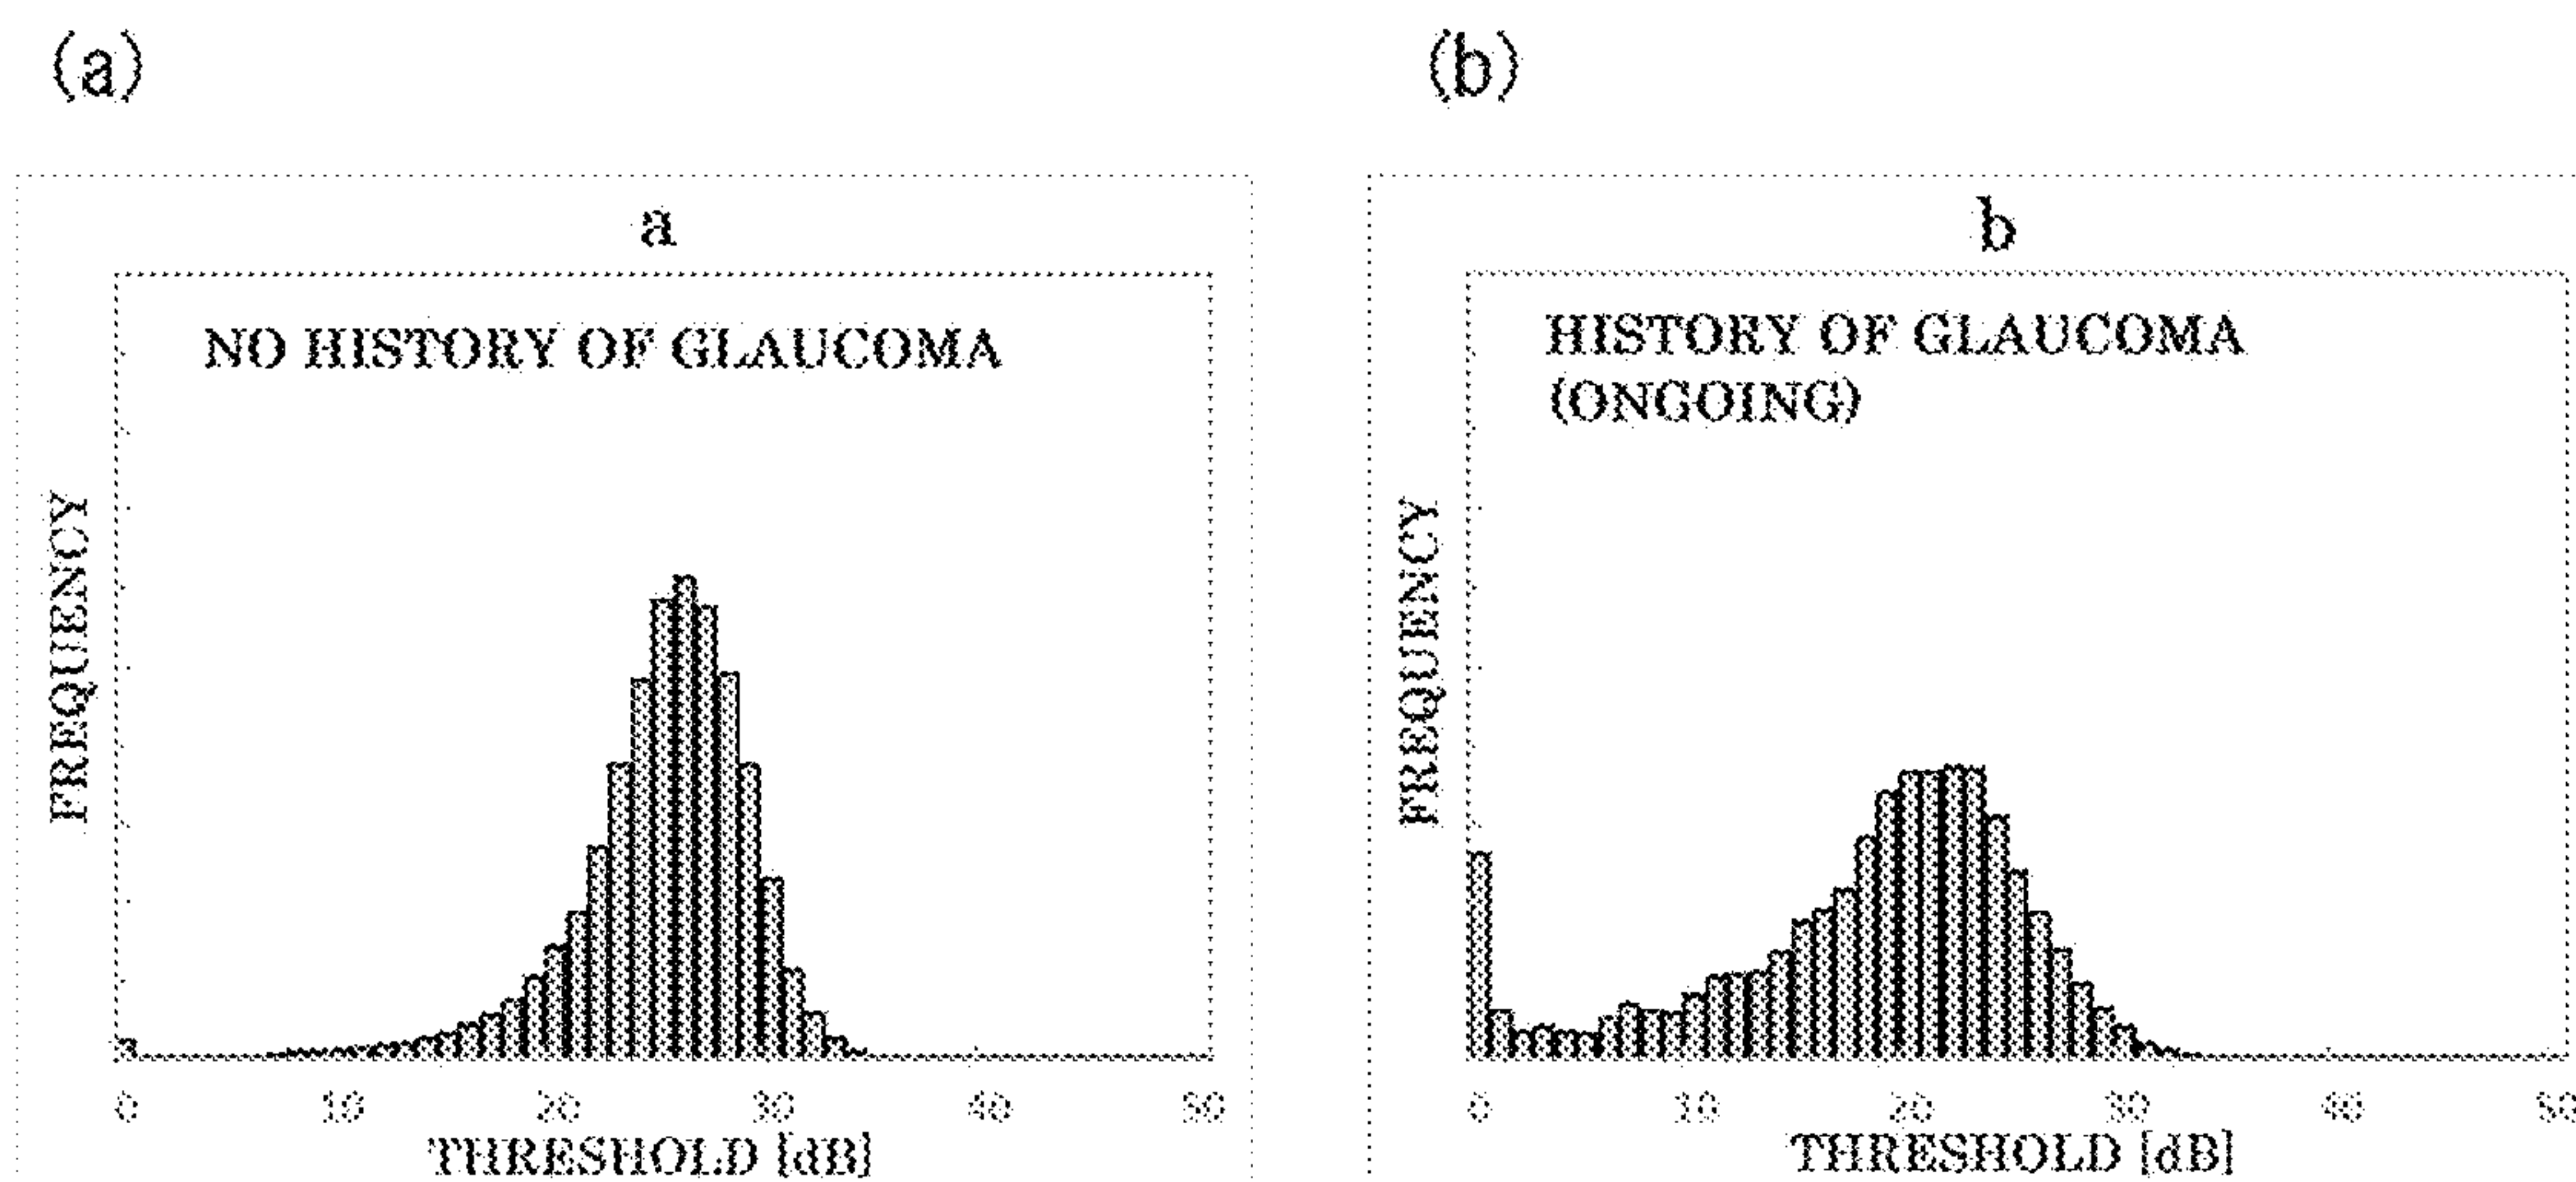 (a)
(b)
a
NO HISTORY OF GLAUCOMA
FREQUENCY
0 10 20 30 40 50
THRESHOLD [dB]
b
HISTORY OF GLAUCOMA
(ONGOING)
FREQUENCY
0 10 20 30 40 50
THRESHOLD [dB]